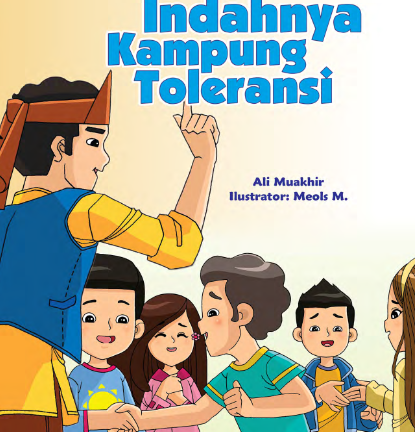 Indahnya
Kampung
Toleransi
Ali Muakhir
Ilustrator: Meols M.